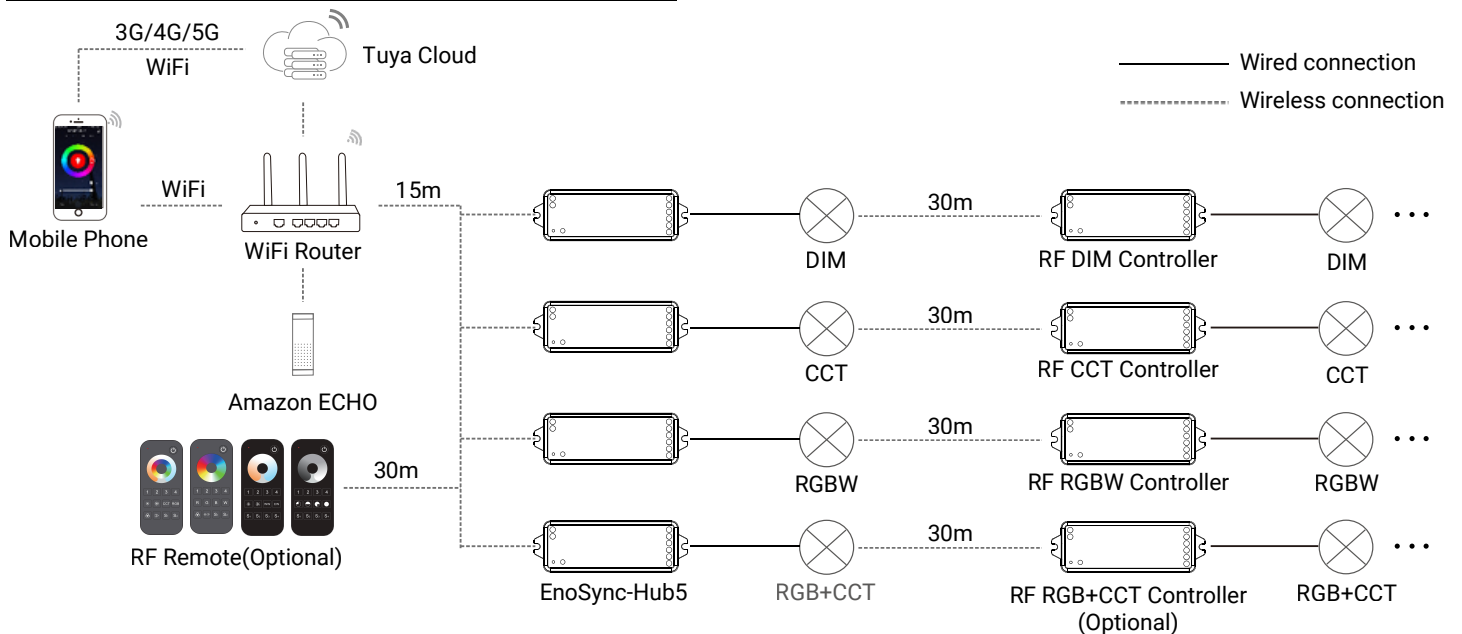 3G/4G/5G
WiFi
Tuya Cloud
Wired connection
Wireless connection
WiFi
15m
Mobile Phone
WiFi Router
30m
DIM
RF DIM Controller
DIM
30m
CCT
RF CCT Controller
CCT
Amazon ECHO
30m
RGBW
RF RGBW Controller
RGBW
30m
RF Remote(Optional)
30m
EnoSync-Hub5
RGB+CCT
RF RGB+CCT Controller
(Optional)
RGB+CCT